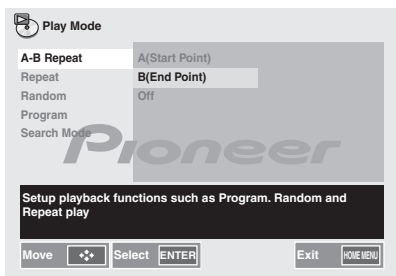 Play Mode
A-B Repeat A(Start Point)
Repeat B(End Point)
Random Off
Program
Search Mode
Pioneer
Setup playback functions such as Program. Random and
Repeat play
Move Select ENTER Exit HOME MENU